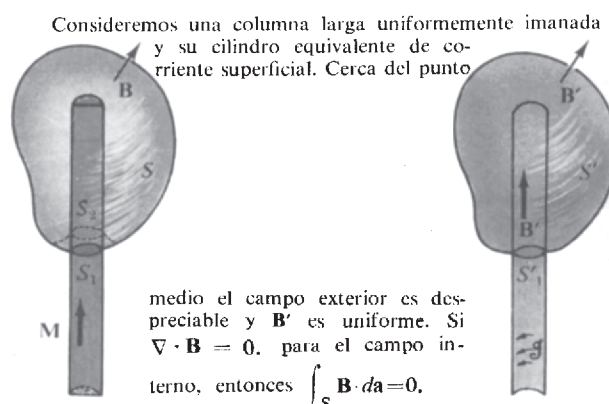 Consideremos una columna larga uniformemente imanada
y su cilindro equivalente de co-
rriente superficial. Cerca del punto
B
B'
S
S'
S₂
B'
S₁
S'₁
M
medio el campo exterior es des-
preciable y B' es uniforme. Si
∇ · B = 0. para el campo in-
terno, entonces ∫_S B · da = 0.